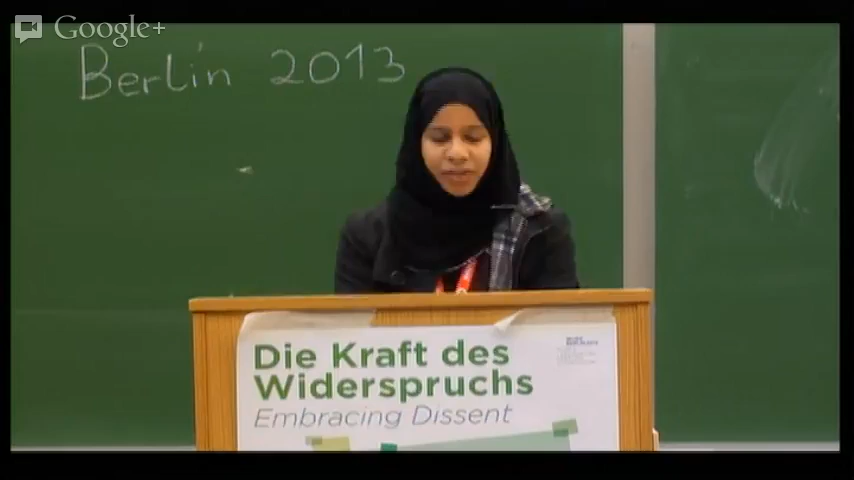 Google+
Berlin 2013
Die Kraft des
Widerspruchs
Embracing Dissent